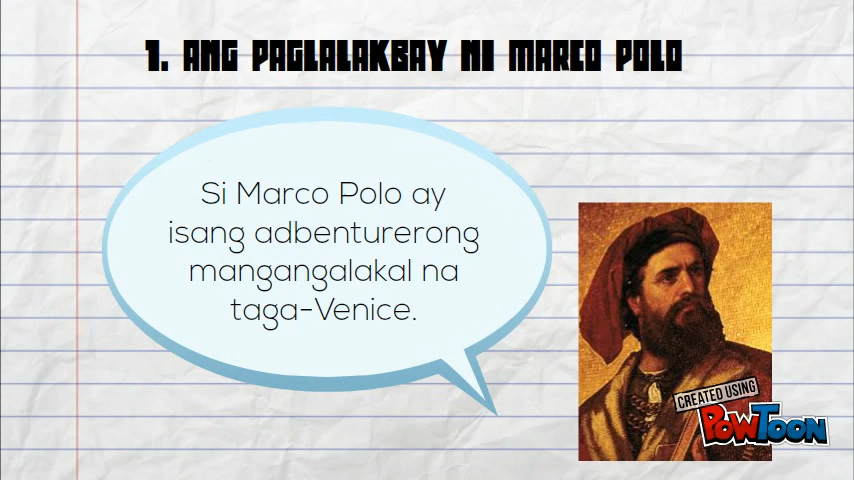 1. ANG PAGLALAKBAY NI MARCO POLO
Si Marco Polo ay
isang adbenturerong
mangangalakal na
taga-Venice.
CREATED USING
POWTOON